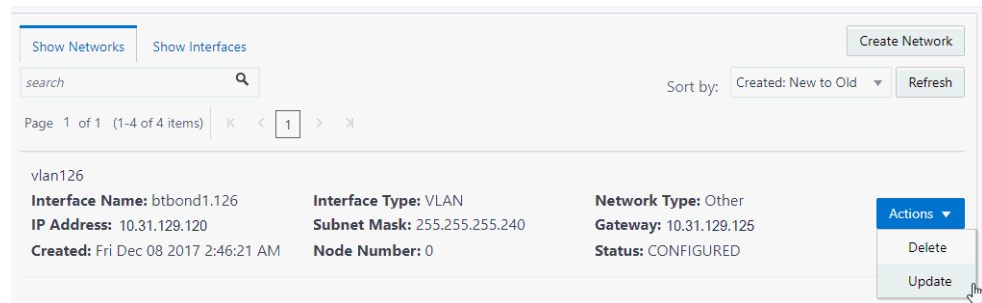 Show Networks Show Interfaces Create Network
search Sort by: Created: New to Old Refresh
Page 1 of 1 (1-4 of 4 items) K < 1 > >|
vlan126
Interface Name: btbond1.126 Interface Type: VLAN Network Type: Other
IP Address: 10.31.129.120 Subnet Mask: 255.255.255.240 Gateway: 10.31.129.125
Actions
Created: Fri Dec 08 2017 2:46:21 AM Node Number: 0 Status: CONFIGURED
Delete
Update